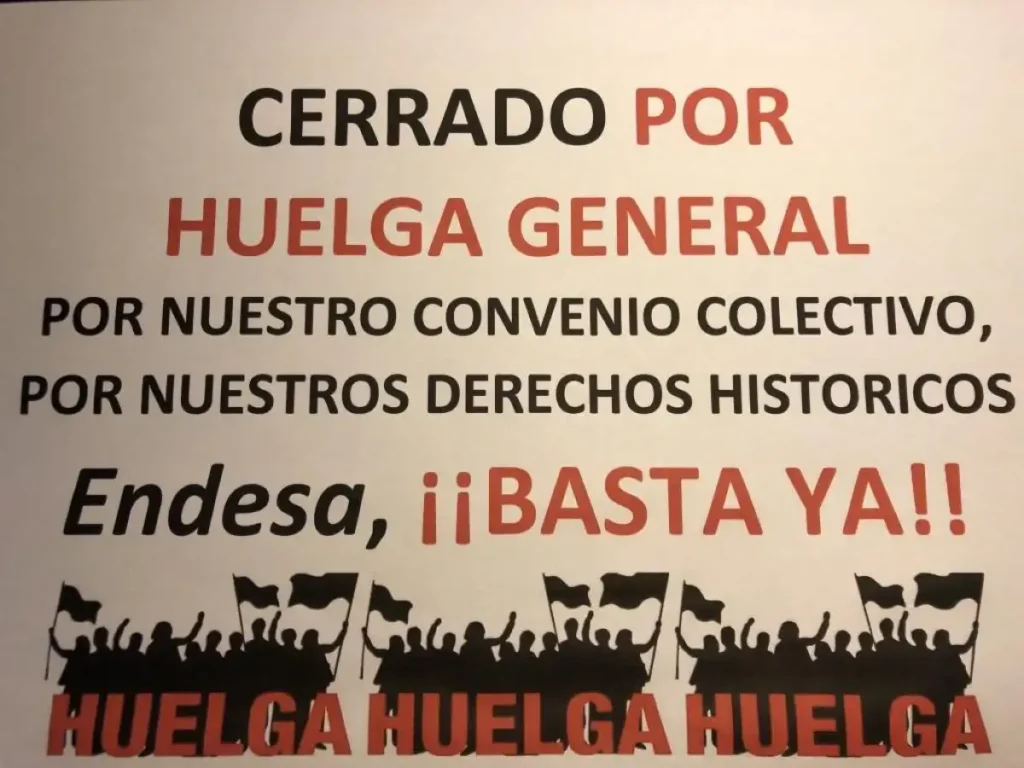 CERRADO POR
HUELGA GENERAL
POR NUESTRO CONVENIO COLECTIVO,
POR NUESTROS DERECHOS HISTORICOS
Endesa, ¡¡BASTA YA!!
HUELGA HUELGA HUELGA